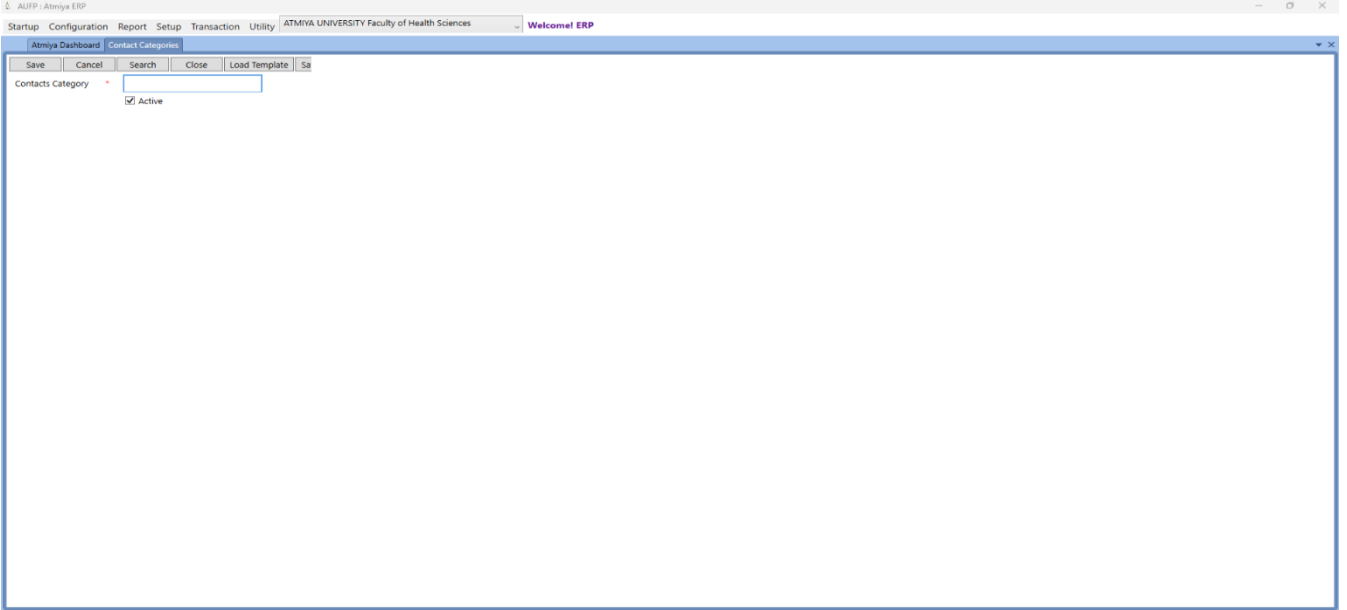 AUFP : Atmiya ERP
Startup Configuration Report Setup Transaction Utility ATMIYA UNIVERSITY Faculty of Health Sciences Welcome! ERP
Atmiya Dashboard Contact Categories
Save Cancel Search Close Load Template Sa
Contacts Category *
Active